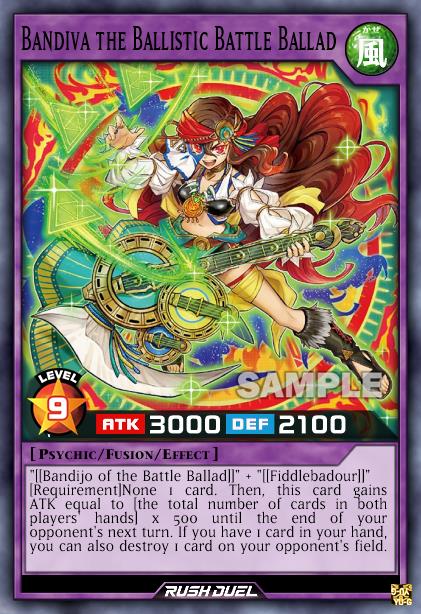 BANDIVA THE BALLISTIC BATTLE BALLAD
かぜ
風
SAMPLE
LEVEL
9
ATK 3000 DEF 2100
[ PSYCHIC/FUSION/EFFECT ]
"[[Bandijo of the Battle Ballad]]" + "[[Fiddlebadour]]"
[Requirement]None 1 card. Then, this card gains
ATK equal to [the total number of cards in both
players' hands] x 500 until the end of your
opponent's next turn. If you have 1 card in your hand,
you can also destroy 1 card on your opponent's field.
RUSH DUEL